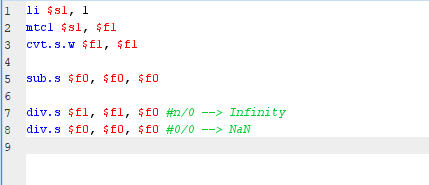 1 li $s1, 1
2 mtc1 $s1, $f1
3 cvt.s.w $f1, $f1
4
5 sub.s $f0, $f0, $f0
6
7 div.s $f1, $f1, $f0 #n/0 --> Infinity
8 div.s $f0, $f0, $f0 #0/0 --> NaN
9